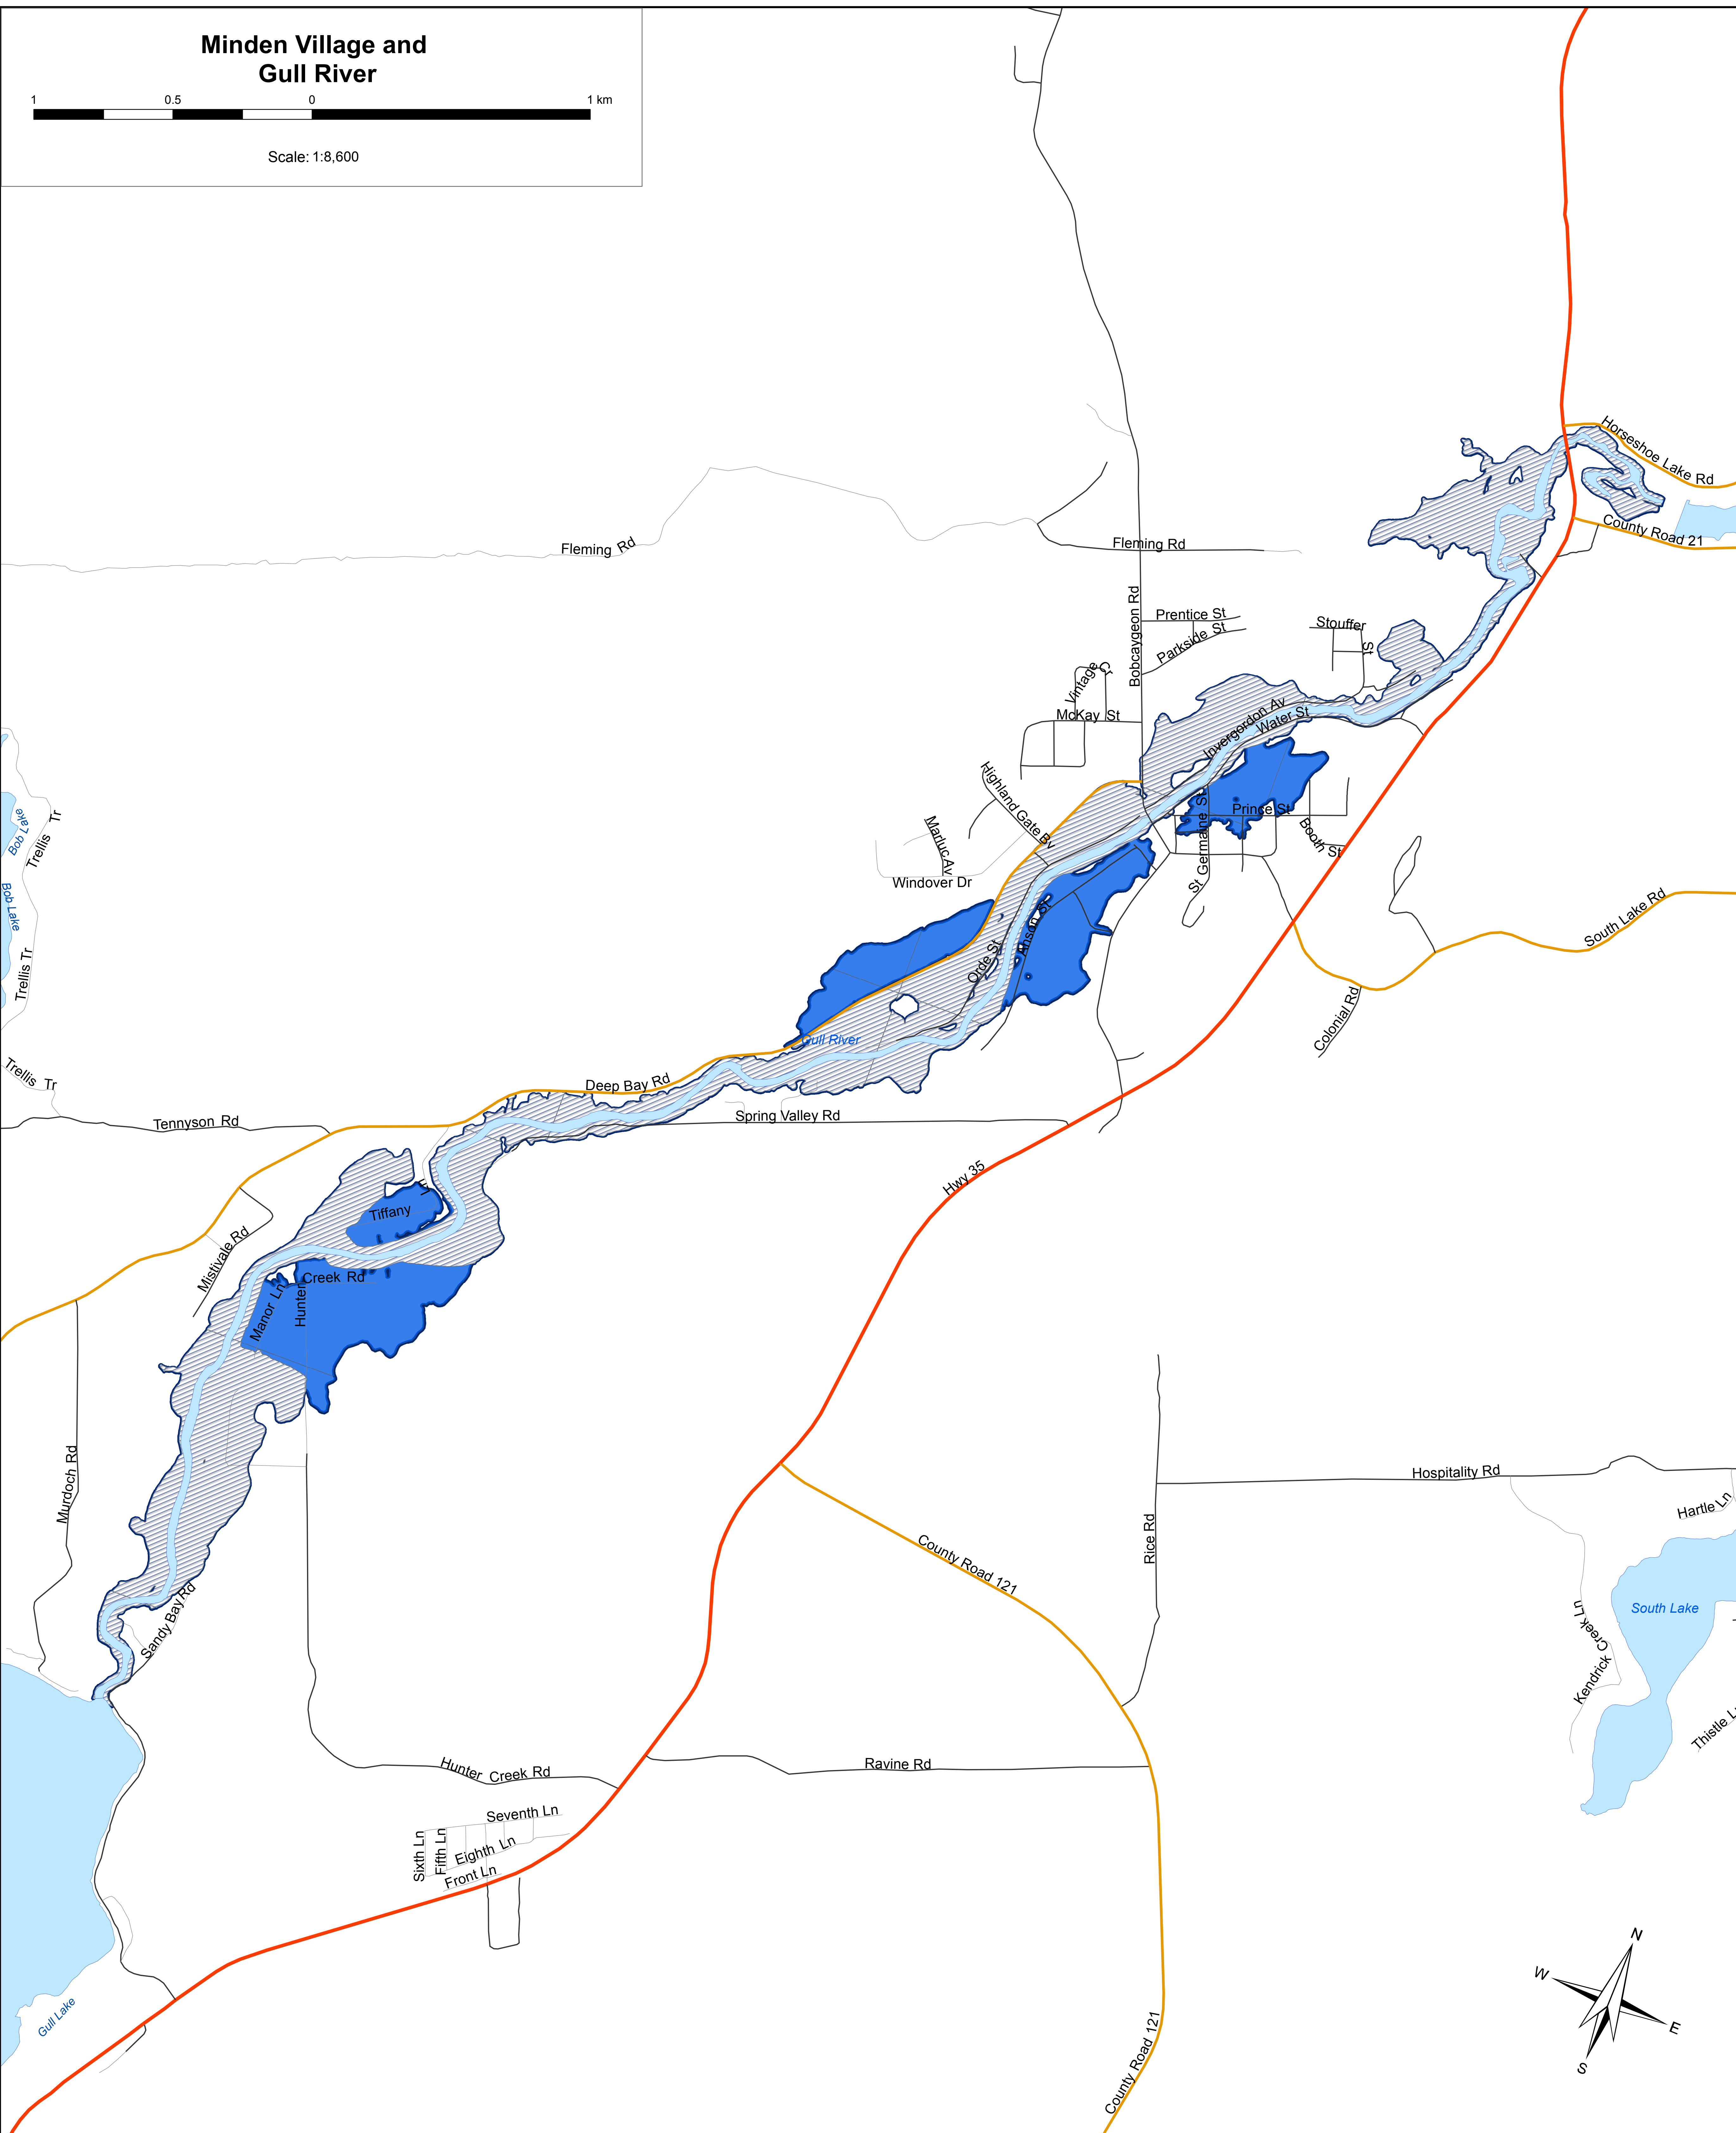 Minden Village and
Gull River
1 0.5 0 1 km
Scale: 1:8,600
Horseshoe Lake Rd
County Road 21
Fleming Rd
Fleming Rd
Bobcaygeon Rd
Prentice St
Parkside St
Stouffer St
Vintage Cr
McKay St
Invergordon Av
Water St
Highland Gate Bv
Marluc Av
Windover Dr
Prince St
St Germaine St
Booth St
Trellis Tr
Bob Lake
Bob Lake
Trellis Tr
Trellis Tr
South Lake Rd
Colonial Rd
Anson St
Orde St
Gull River
Deep Bay Rd
Spring Valley Rd
Tennyson Rd
Hwy 35
Tiffany Ln
Mistivale Rd
Creek Rd
Hunter
Manor Ln
Murdoch Rd
Sandy Bay Rd
Hospitality Rd
Hartle Ln
Rice Rd
County Road 121
South Lake
Kendrick Creek Ln
Thistle L
Ravine Rd
Hunter Creek Rd
Seventh Ln
Sixth Ln
Fifth Ln
Eighth Ln
Front Ln
Gull Lake
County Road 121
N
W
E
S